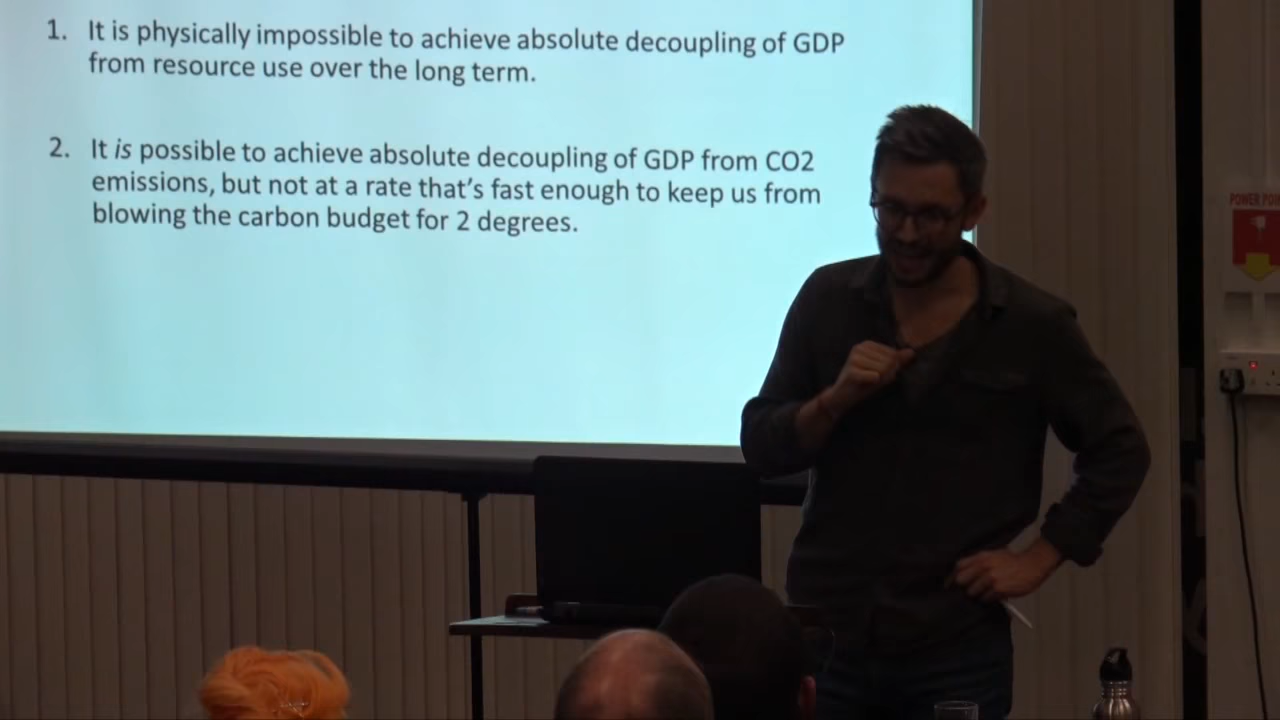 1. It is physically impossible to achieve absolute decoupling of GDP
from resource use over the long term.
2. It is possible to achieve absolute decoupling of GDP from CO2
emissions, but not at a rate that's fast enough to keep us from
blowing the carbon budget for 2 degrees.
POWER